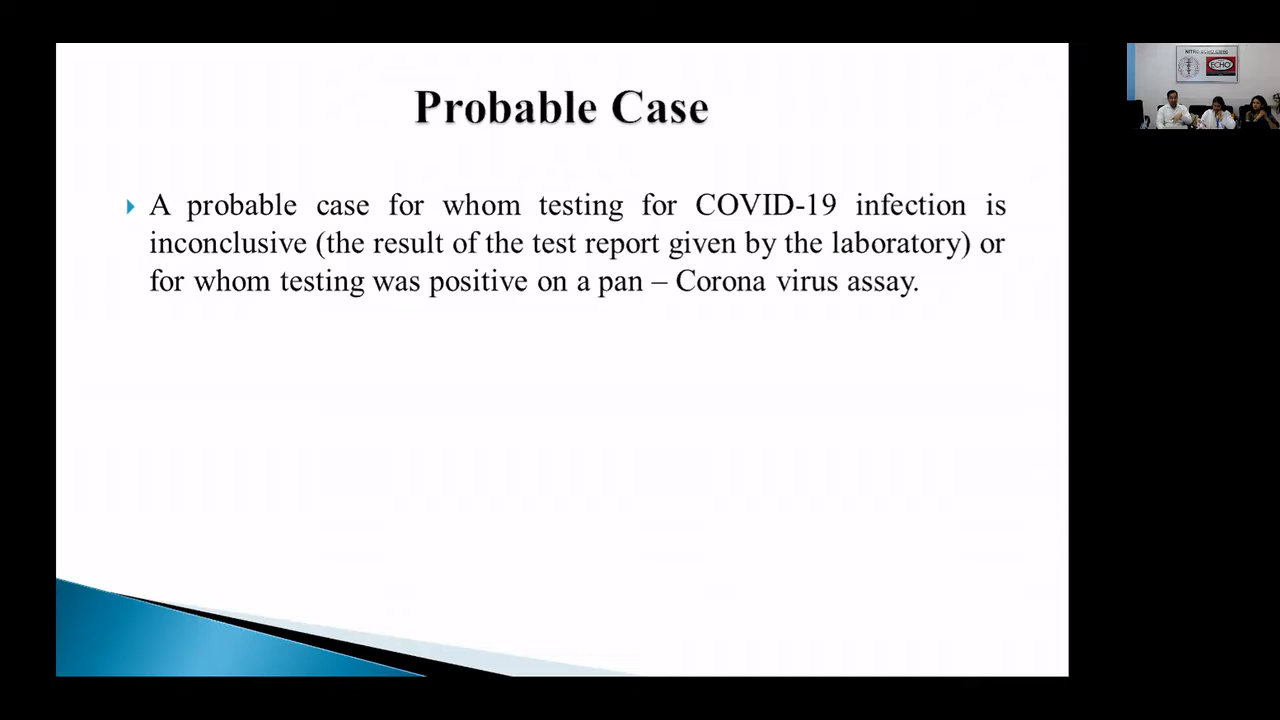 Probable Case
A probable case for whom testing for COVID-19 infection is
inconclusive (the result of the test report given by the laboratory) or
for whom testing was positive on a pan – Corona virus assay.
ECHO